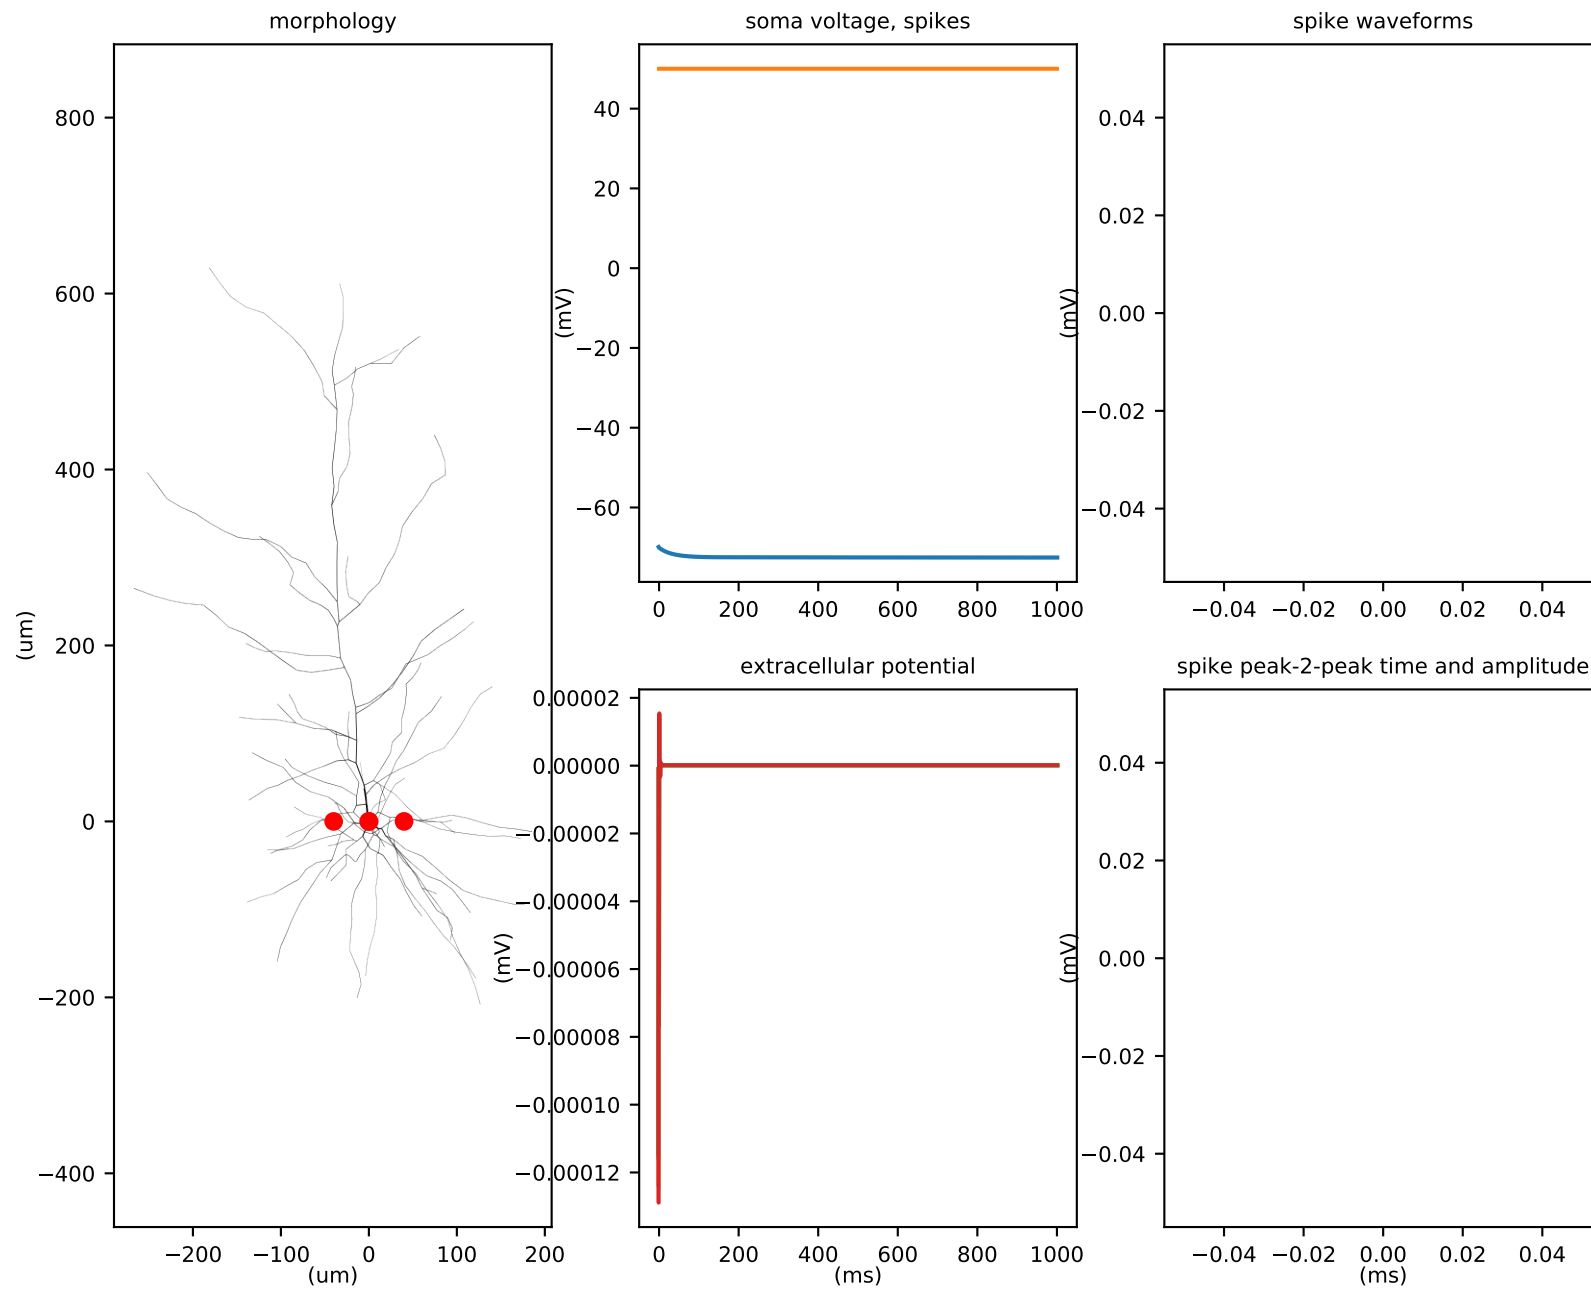 morphology
soma voltage, spikes
spike waveforms
800
600
400
200
0
−200
−400
(um)
−200 −100 0 100 200
(um)
40
20
0
−20
−40
−60
(mV)
0 200 400 600 800 1000
0.04
0.02
0.00
−0.02
−0.04
(mV)
−0.04 −0.02 0.00 0.02 0.04
extracellular potential
spike peak-2-peak time and amplitude
0.00002
0.00000
−0.00002
−0.00004
−0.00006
−0.00008
−0.00010
−0.00012
(mV)
0 200 400 600 800 1000
(ms)
0.04
0.02
0.00
−0.02
−0.04
(mV)
−0.04 −0.02 0.00 0.02 0.04
(ms)